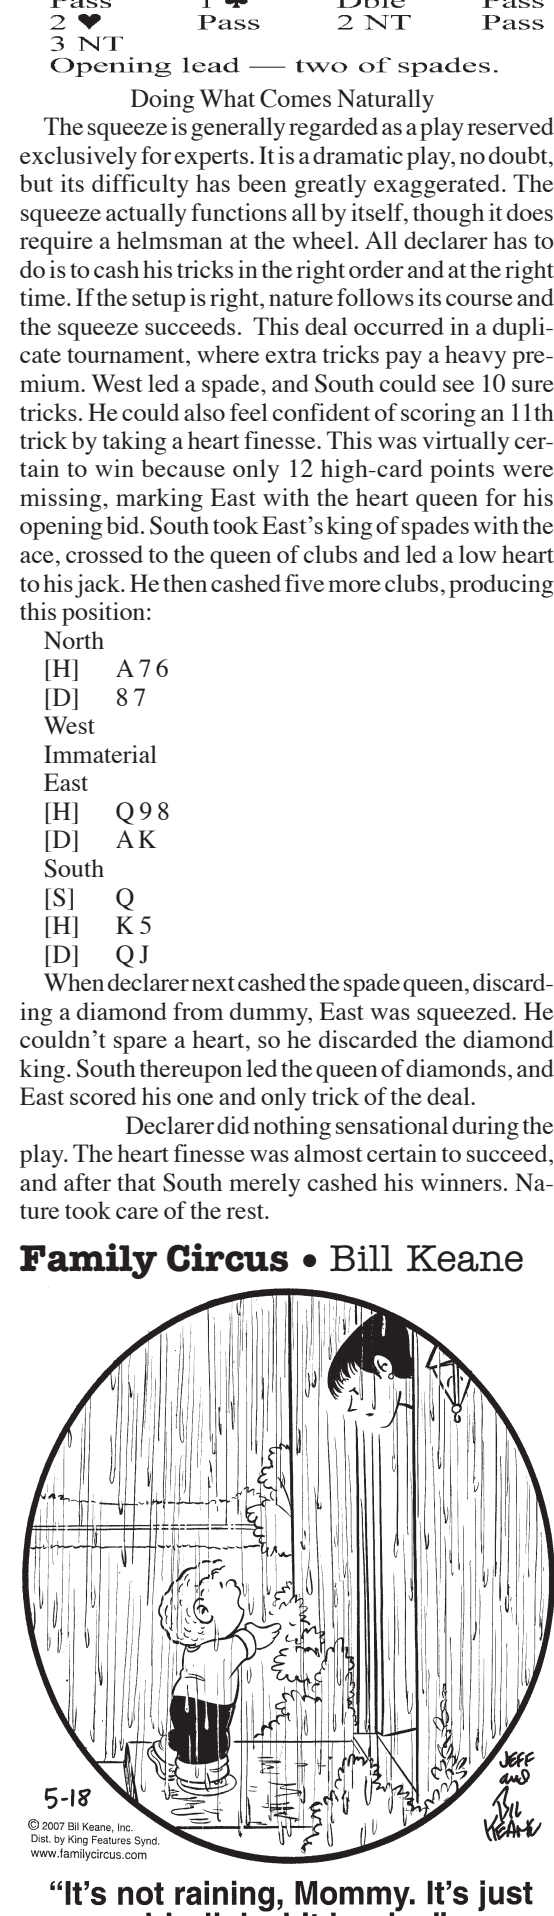 Pass 1 ♣ Dble Pass
2 ♥ Pass 2 NT Pass
3 NT
Opening lead — two of spades.
Doing What Comes Naturally
The squeeze is generally regarded as a play reserved
exclusively for experts. It is a dramatic play, no doubt,
but its difficulty has been greatly exaggerated. The
squeeze actually functions all by itself, though it does
require a helmsman at the wheel. All declarer has to
do is to cash his tricks in the right order and at the right
time. If the setup is right, nature follows its course and
the squeeze succeeds. This deal occurred in a dupli-
cate tournament, where extra tricks pay a heavy pre-
mium. West led a spade, and South could see 10 sure
tricks. He could also feel confident of scoring an 11th
trick by taking a heart finesse. This was virtually cer-
tain to win because only 12 high-card points were
missing, marking East with the heart queen for his
opening bid. South took East's king of spades with the
ace, crossed to the queen of clubs and led a low heart
to his jack. He then cashed five more clubs, producing
this position:
North
[H] A 7 6
[D] 8 7
West
Immaterial
East
[H] Q 9 8
[D] A K
South
[S] Q
[H] K 5
[D] Q J
When declarer next cashed the spade queen, discard-
ing a diamond from dummy, East was squeezed. He
couldn't spare a heart, so he discarded the diamond
king. South thereupon led the queen of diamonds, and
East scored his one and only trick of the deal.
Declarer did nothing sensational during the
play. The heart finesse was almost certain to succeed,
and after that South merely cashed his winners. Na-
ture took care of the rest.
Family Circus • Bill Keane
5-18
© 2007 Bil Keane, Inc.
Dist. by King Features Synd.
www.familycircus.com
JEFF
and
BIL
KEANE
“It's not raining, Mommy. It's just